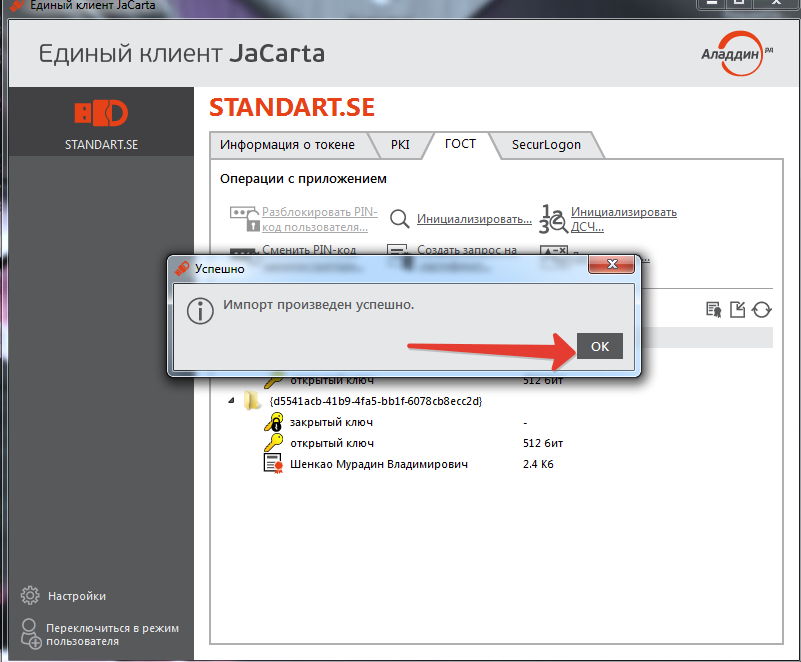 Единый клиент JaCarta
Единый клиент JaCarta
Аладдин РД
STANDART.SE
STANDART.SE
Информация о токене
PKI
ГОСТ
SecurLogon
Операции с приложением
Разблокировать PIN-
код пользователя...
Инициализировать...
Инициализировать
ДСЧ...
Сменить PIN-код
Создать запрос на
Успешно
Импорт произведен успешно.
OK
открытый ключ
512 бит
{d5541acb-41b9-4fa5-bb1f-6078cb8ecc2d}
закрытый ключ
-
открытый ключ
512 бит
Шенкао Мурадин Владимирович
2.4 Кб
Настройки
Переключиться в режим
пользователя